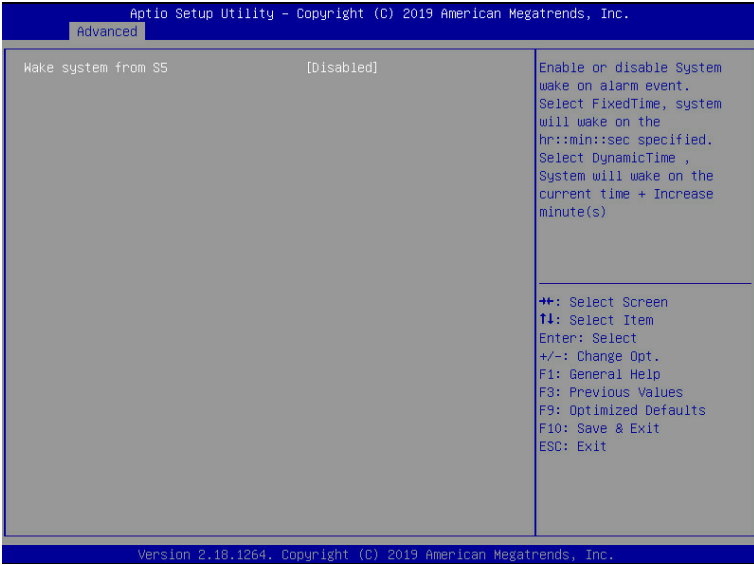 Aptio Setup Utility – Copyright (C) 2019 American Megatrends, Inc.
Advanced
Wake system from S5 [Disabled]
Enable or disable System
wake on alarm event.
Select FixedTime, system
will wake on the
hr::min::sec specified.
Select DynamicTime ,
System will wake on the
current time + Increase
minute(s)
→←: Select Screen
↑↓: Select Item
Enter: Select
+/-: Change Opt.
F1: General Help
F3: Previous Values
F9: Optimized Defaults
F10: Save & Exit
ESC: Exit
Version 2.18.1264. Copyright (C) 2019 American Megatrends, Inc.